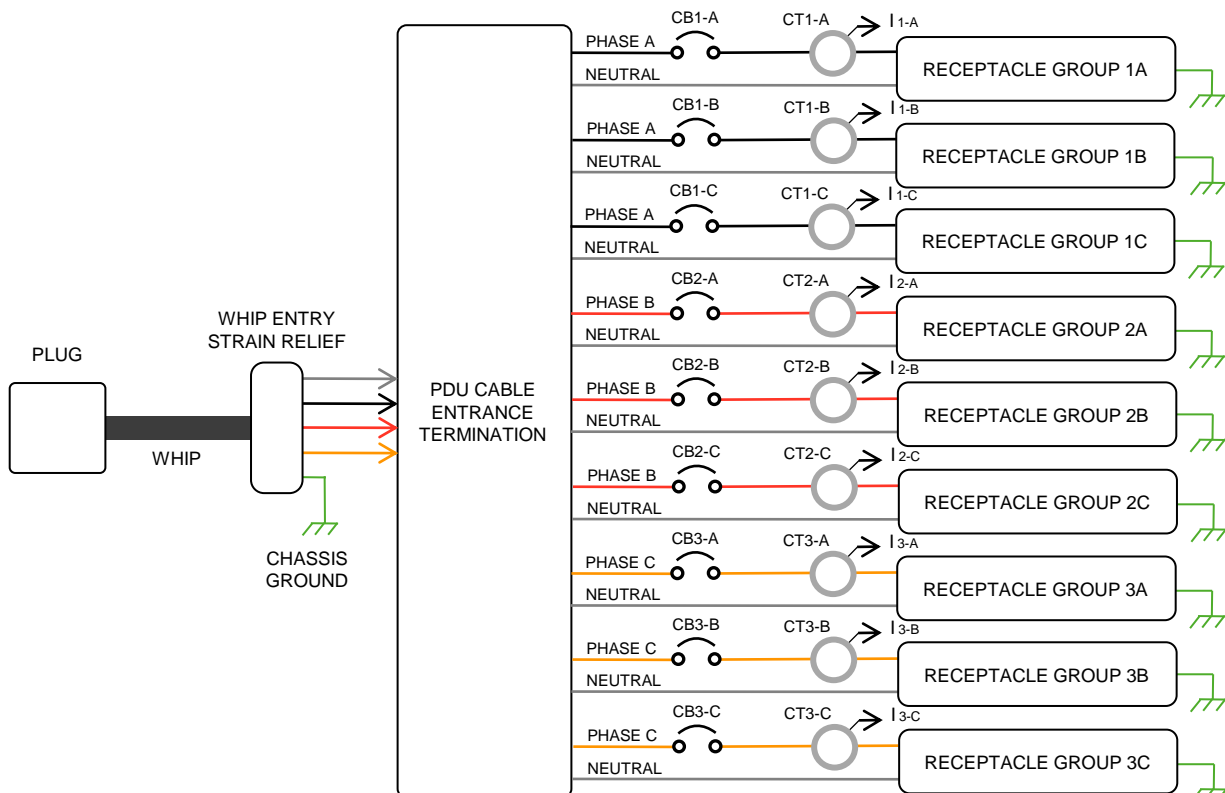 PLUG
WHIP
WHIP ENTRY
STRAIN RELIEF
CHASSIS
GROUND
PDU CABLE
ENTRANCE
TERMINATION
PHASE A
NEUTRAL
CB1-A
CT1-A
I 1-A
RECEPTACLE GROUP 1A
PHASE A
NEUTRAL
CB1-B
CT1-B
I 1-B
RECEPTACLE GROUP 1B
PHASE A
NEUTRAL
CB1-C
CT1-C
I 1-C
RECEPTACLE GROUP 1C
PHASE B
NEUTRAL
CB2-A
CT2-A
I 2-A
RECEPTACLE GROUP 2A
PHASE B
NEUTRAL
CB2-B
CT2-B
I 2-B
RECEPTACLE GROUP 2B
PHASE B
NEUTRAL
CB2-C
CT2-C
I 2-C
RECEPTACLE GROUP 2C
PHASE C
NEUTRAL
CB3-A
CT3-A
I 3-A
RECEPTACLE GROUP 3A
PHASE C
NEUTRAL
CB3-B
CT3-B
I 3-B
RECEPTACLE GROUP 3B
PHASE C
NEUTRAL
CB3-C
CT3-C
I 3-C
RECEPTACLE GROUP 3C